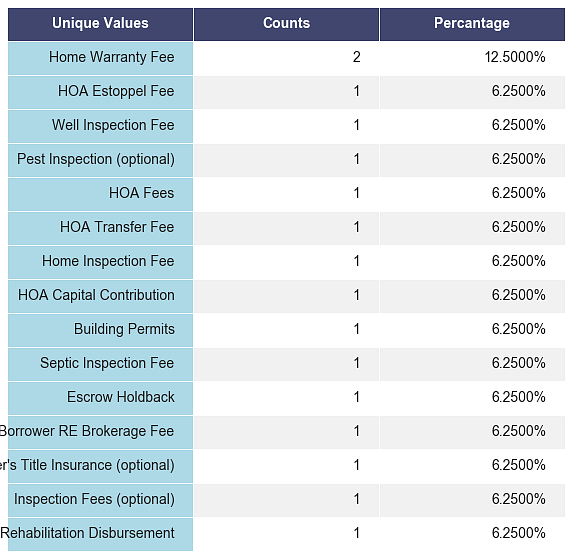 Unique Values Counts Percantage
Home Warranty Fee 2 12.5000%
HOA Estoppel Fee 1 6.2500%
Well Inspection Fee 1 6.2500%
Pest Inspection (optional) 1 6.2500%
HOA Fees 1 6.2500%
HOA Transfer Fee 1 6.2500%
Home Inspection Fee 1 6.2500%
HOA Capital Contribution 1 6.2500%
Building Permits 1 6.2500%
Septic Inspection Fee 1 6.2500%
Escrow Holdback 1 6.2500%
Borrower RE Brokerage Fee 1 6.2500%
er's Title Insurance (optional) 1 6.2500%
Inspection Fees (optional) 1 6.2500%
Rehabilitation Disbursement 1 6.2500%